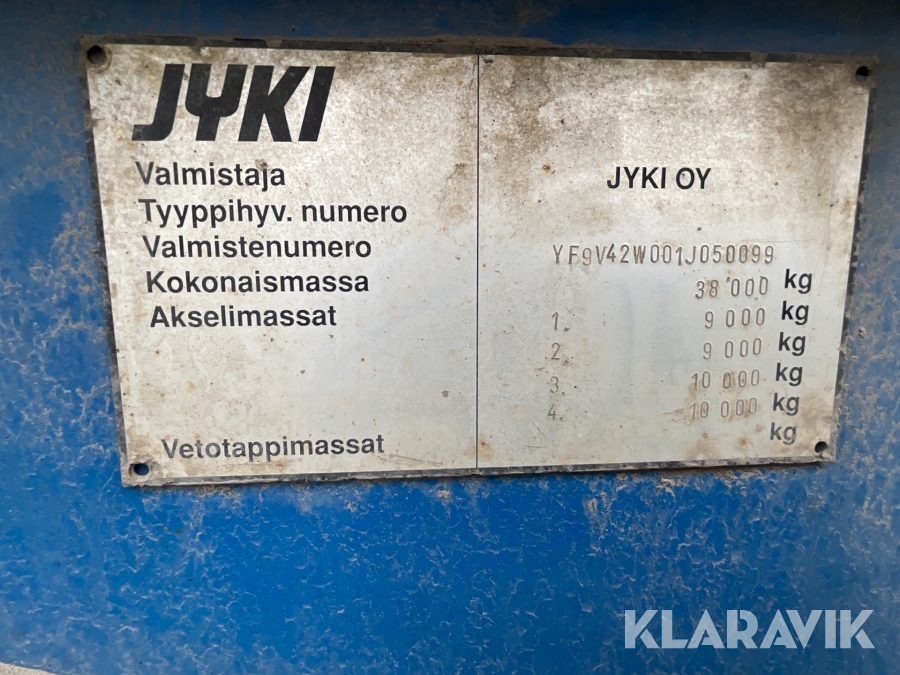 JYKI
Valmistaja JYKI OY
Tyyppihyv. numero
Valmistenumero YF9V42W001J050099
Kokonaismassa 38 000 kg
Akselimassat 1. 9 000 kg
2. 9 000 kg
3. 10 000 kg
4. 10 000 kg
Vetotappimassat kg
KLARAVIK